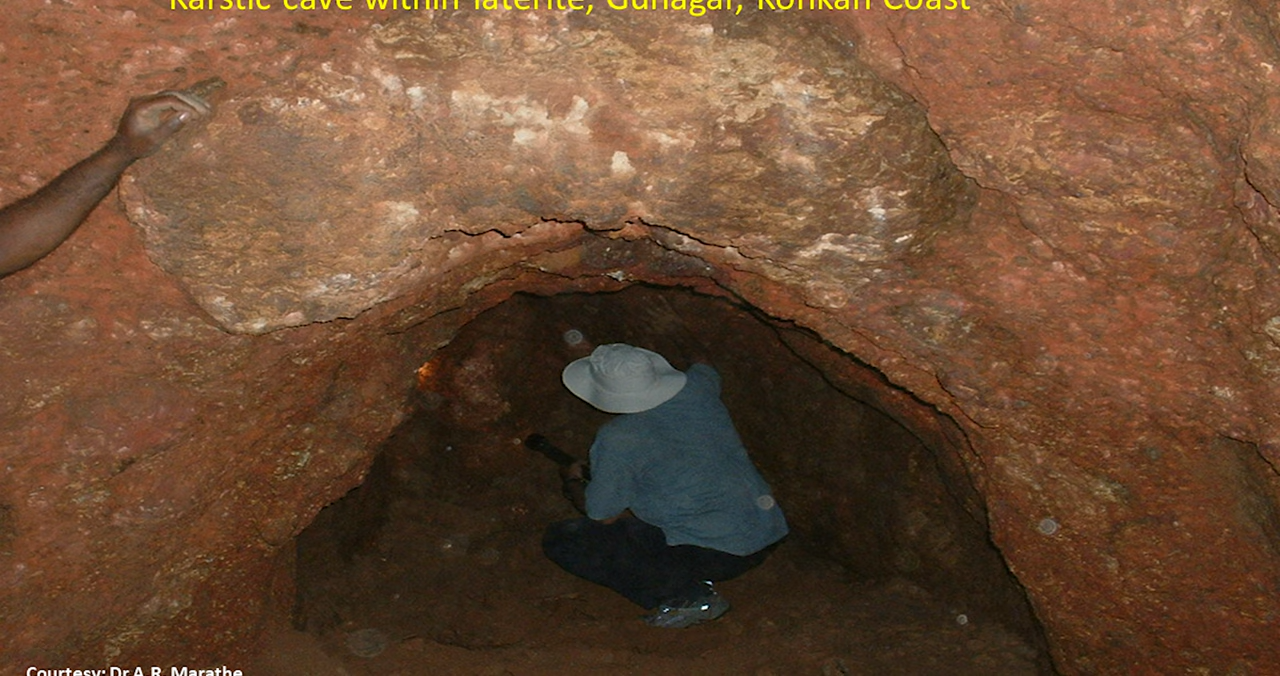 Karstic cave within laterite, Guhagar, Konkan Coast
Courtesy: Dr.A.R. Marathe